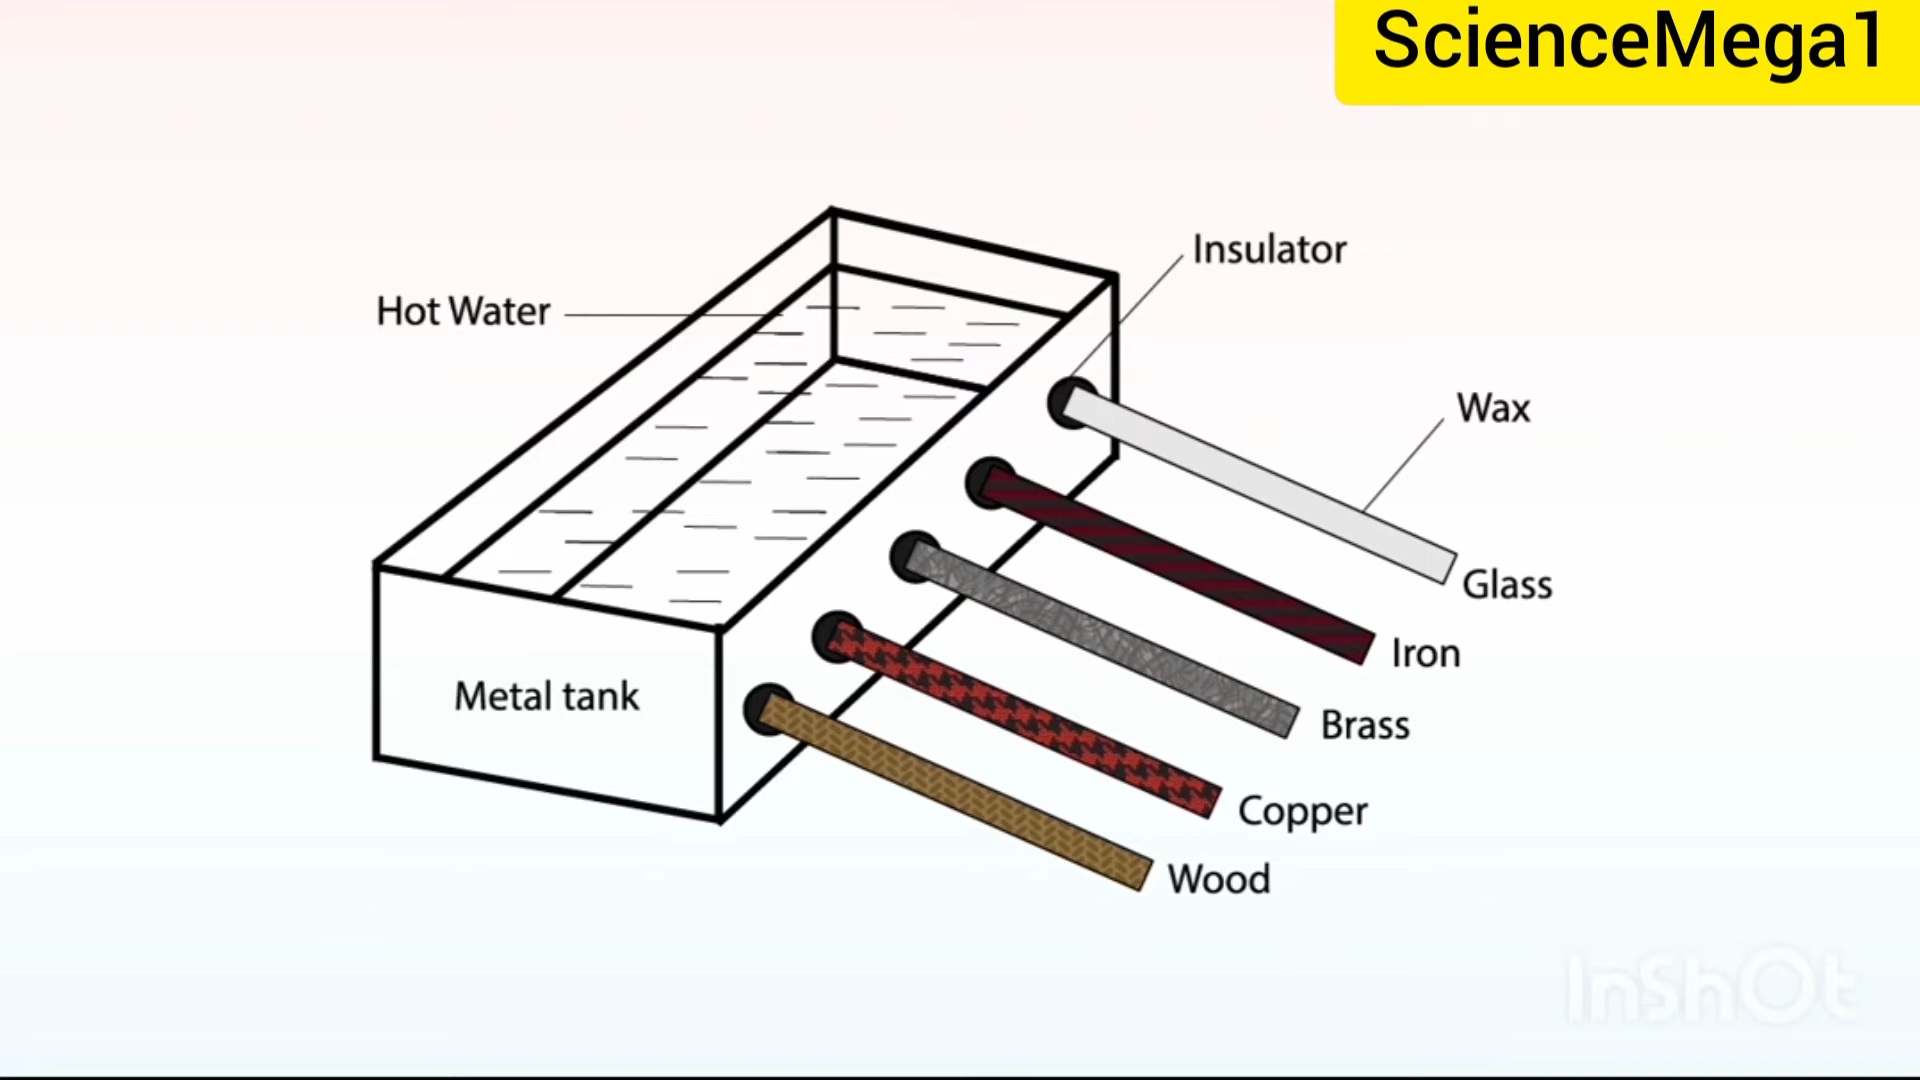 ScienceMega1
Insulator
Hot Water
Wax
Glass
Iron
Metal tank
Brass
Copper
Wood
InShOt